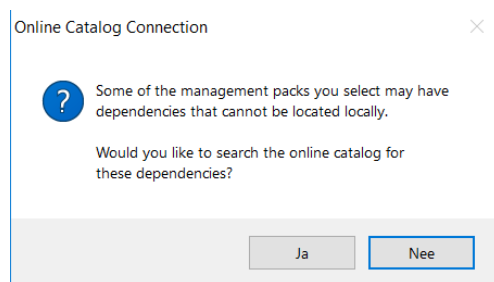 Online Catalog Connection
Some of the management packs you select may have
dependencies that cannot be located locally.
Would you like to search the online catalog for
these dependencies?
Ja
Nee